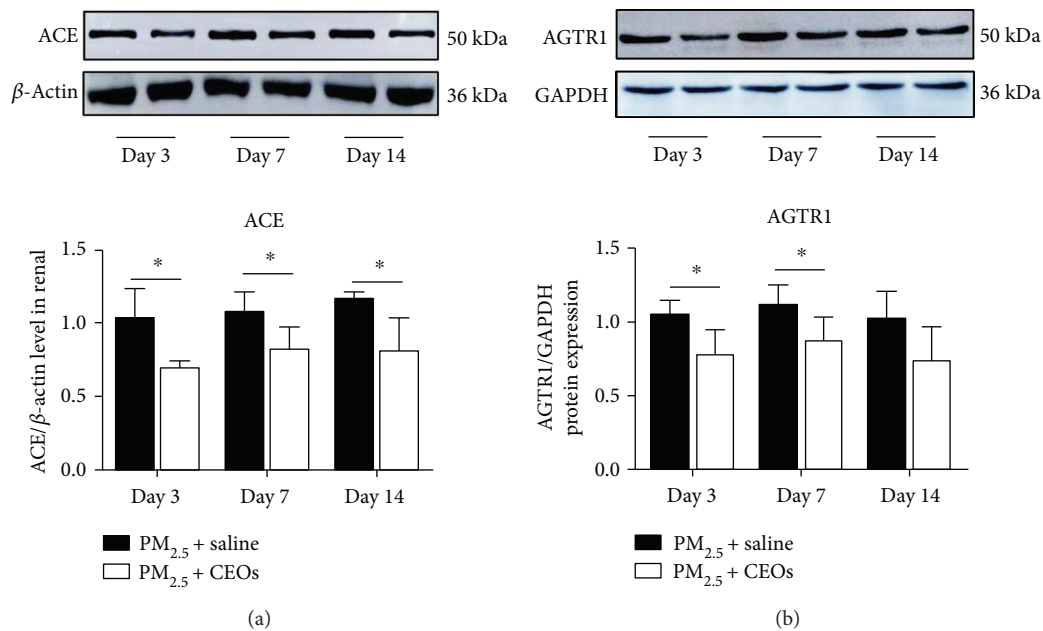 ACE
50 kDa
β-Actin
36 kDa
Day 3
Day 7
Day 14
ACE
ACE/β-actin level in renal
1.5
1.0
0.5
0.0
*
*
*
Day 3
Day 7
Day 14
PM2.5 + saline
PM2.5 + CEOs
(a)
AGTR1
50 kDa
GAPDH
36 kDa
Day 3
Day 7
Day 14
AGTR1
AGTR1/GAPDH
protein expression
1.5
1.0
0.5
0.0
*
*
Day 3
Day 7
Day 14
PM2.5 + saline
PM2.5 + CEOs
(b)